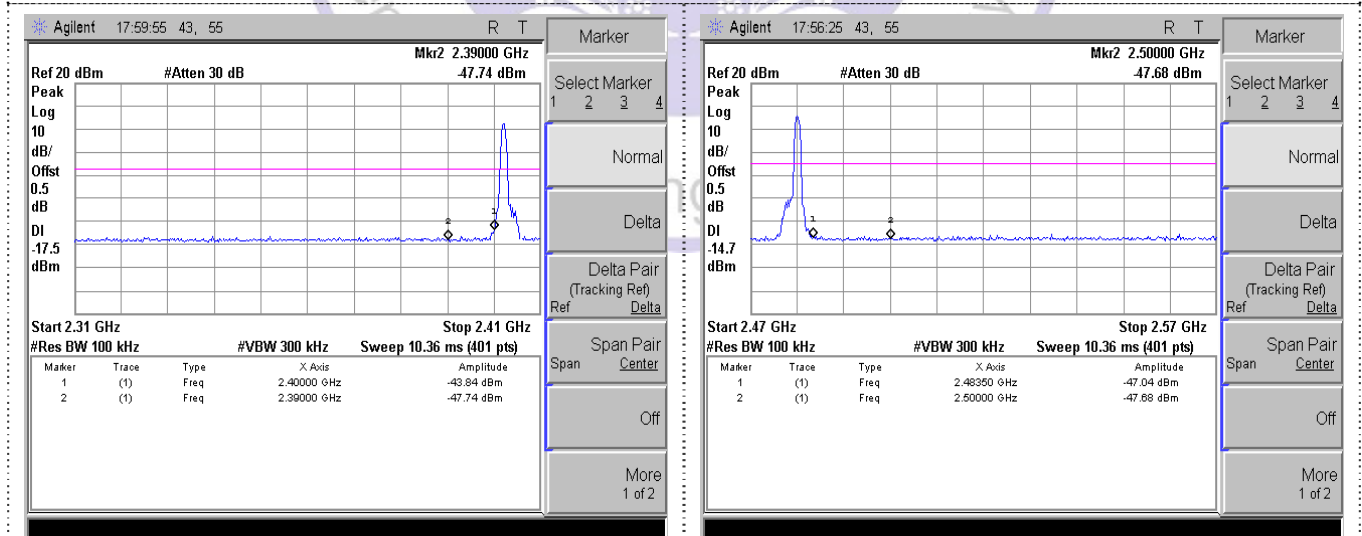 Agilent 17:59:55 43, 55 R T
Mkr2 2.39000 GHz
Ref 20 dBm #Atten 30 dB -47.74 dBm
Peak
Log
10
dB/
Offst
0.5
dB
DI
-17.5
dBm
2
1
Start 2.31 GHz Stop 2.41 GHz
#Res BW 100 kHz #VBW 300 kHz Sweep 10.36 ms (401 pts)
Marker Trace Type X Axis Amplitude
1 (1) Freq 2.40000 GHz -43.84 dBm
2 (1) Freq 2.39000 GHz -47.74 dBm
Marker
Select Marker
1 2 3 4
Normal
Delta
Delta Pair
(Tracking Ref)
Ref Delta
Span Pair
Span Center
Off
More
1 of 2
Agilent 17:56:25 43, 55 R T
Mkr2 2.50000 GHz
Ref 20 dBm #Atten 30 dB -47.68 dBm
Peak
Log
10
dB/
Offst
0.5
dB
DI
-14.7
dBm
1
2
Start 2.47 GHz Stop 2.57 GHz
#Res BW 100 kHz #VBW 300 kHz Sweep 10.36 ms (401 pts)
Marker Trace Type X Axis Amplitude
1 (1) Freq 2.48350 GHz -47.04 dBm
2 (1) Freq 2.50000 GHz -47.68 dBm
Marker
Select Marker
1 2 3 4
Normal
Delta
Delta Pair
(Tracking Ref)
Ref Delta
Span Pair
Span Center
Off
More
1 of 2